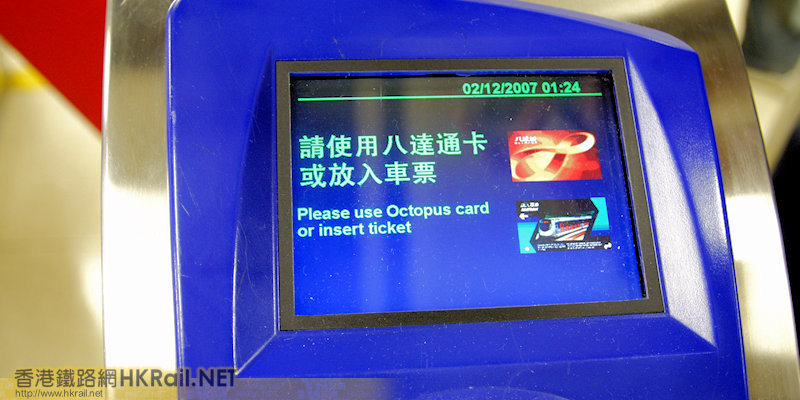 02/12/2007 01:24
請使用八達通卡
或放入車票
Please use Octopus card
or insert ticket
八達通
香港鐵路網HKRail.NET
http://www.hkrail.net